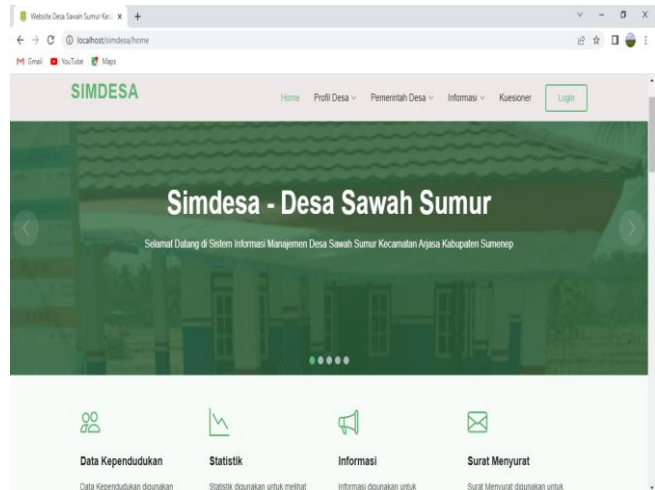 Website Desa Sawah Sumur Kec
localhost/simdesa/home
Gmail YouTube Maps
SIMDESA
Home Profil Desa Pemerintah Desa Informasi Kuesioner Login
Simdesa - Desa Sawah Sumur
Selamat Datang di Sistem Informasi Manajemen Desa Sawah Sumur Kecamatan Arjasa Kabupaten Sumenep
Data Kependudukan Statistik Informasi Surat Menyurat
Data Kependudukan digunakan Statistik digunakan untuk melihat Informasi digunakan untuk Surat Menyurat digunakan untuk